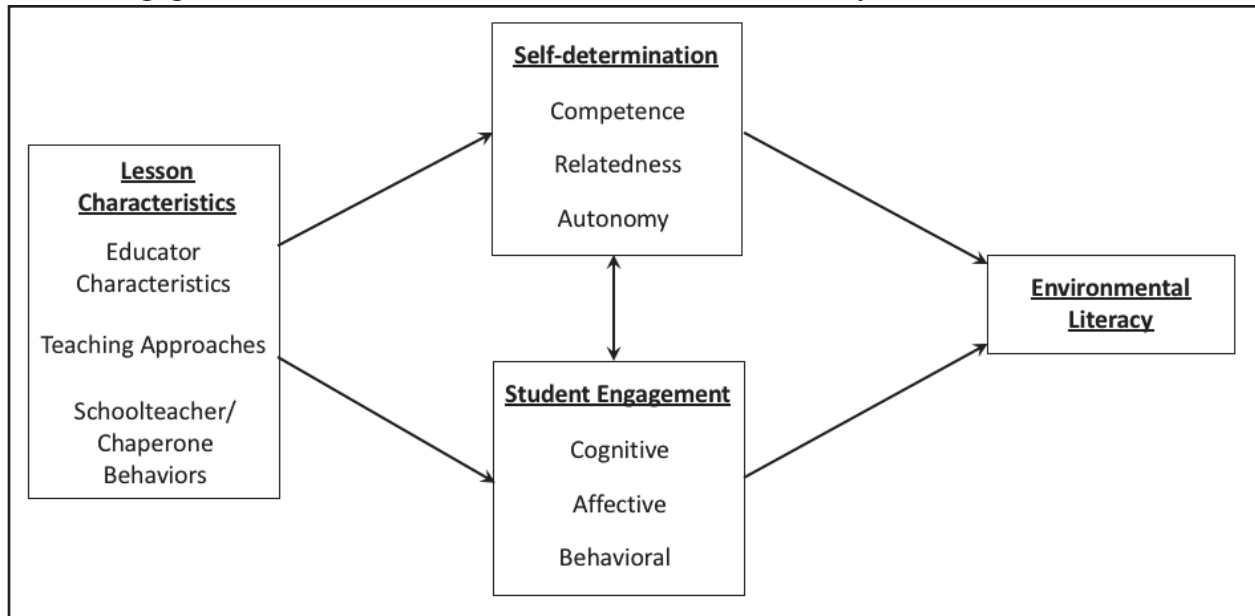 Self-determination
Competence
Relatedness
Autonomy
Lesson
Characteristics
Educator
Characteristics
Teaching Approaches
Schoolteacher/
Chaperone
Behaviors
Student Engagement
Cognitive
Affective
Behavioral
Environmental
Literacy